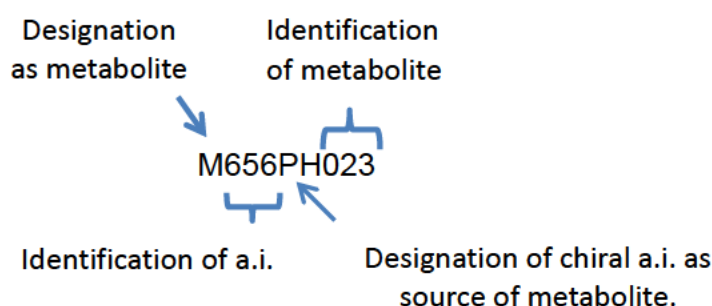 Designation
as metabolite
Identification
of metabolite
M656PH023
Identification of a.i.
Designation of chiral a.i. as
source of metabolite.